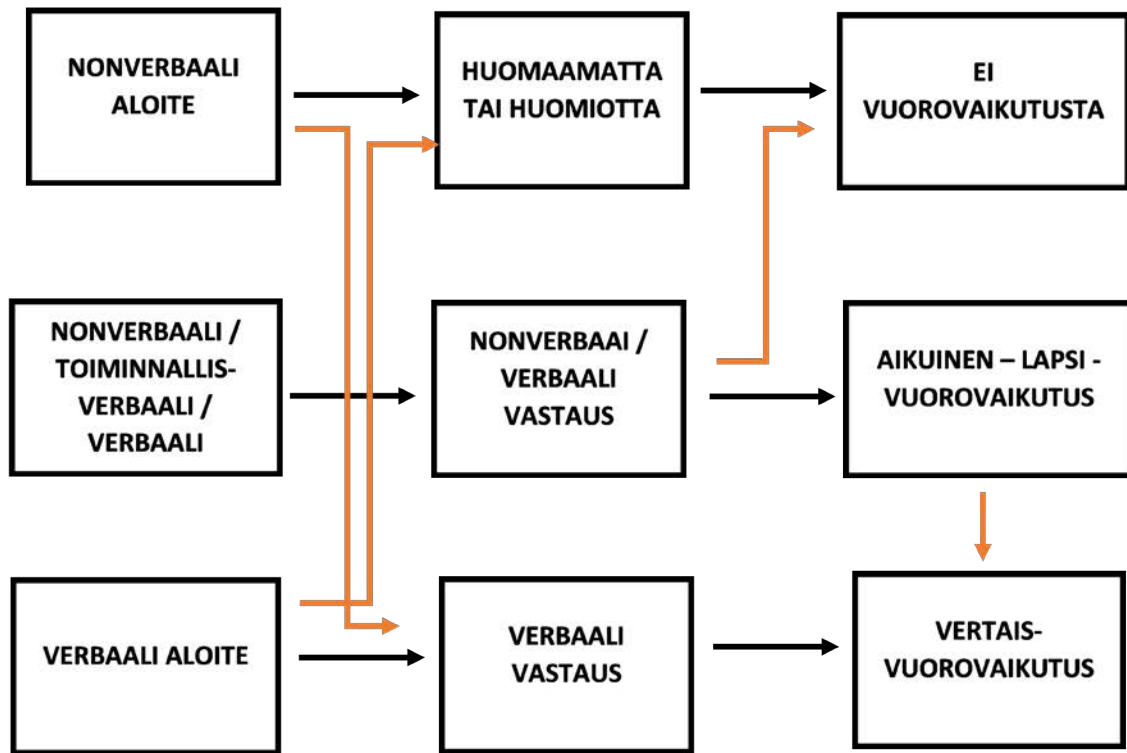 NONVERBAALI
ALOITE
HUOMAAMATTA
TAI HUOMIOTTA
EI
VUOROVAIKUTUSTA
NONVERBAALI /
TOIMINNALLIS-
VERBAALI /
VERBAALI
NONVERBAAI /
VERBAALI
VASTAUS
AIKUINEN – LAPSI -
VUOROVAIKUTUS
VERBAALI ALOITE
VERBAALI
VASTAUS
VERTAIS-
VUOROVAIKUTUS